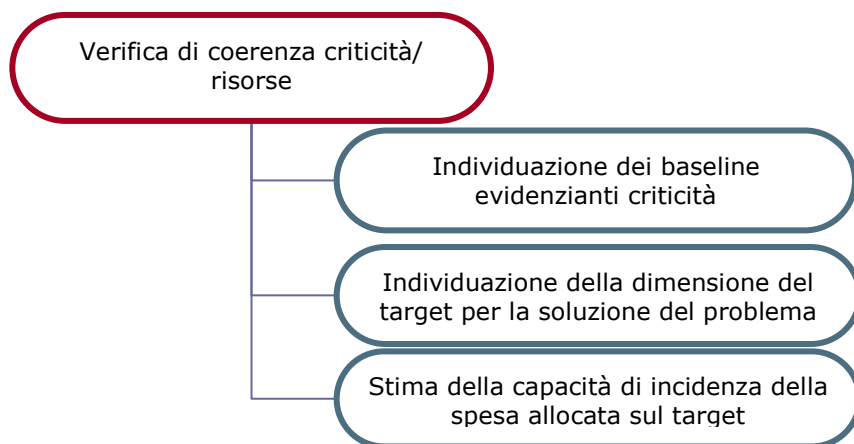 Verifica di coerenza criticità/
risorse
Individuazione dei baseline
evidenzianti criticità
Individuazione della dimensione del
target per la soluzione del problema
Stima della capacità di incidenza della
spesa allocata sul target